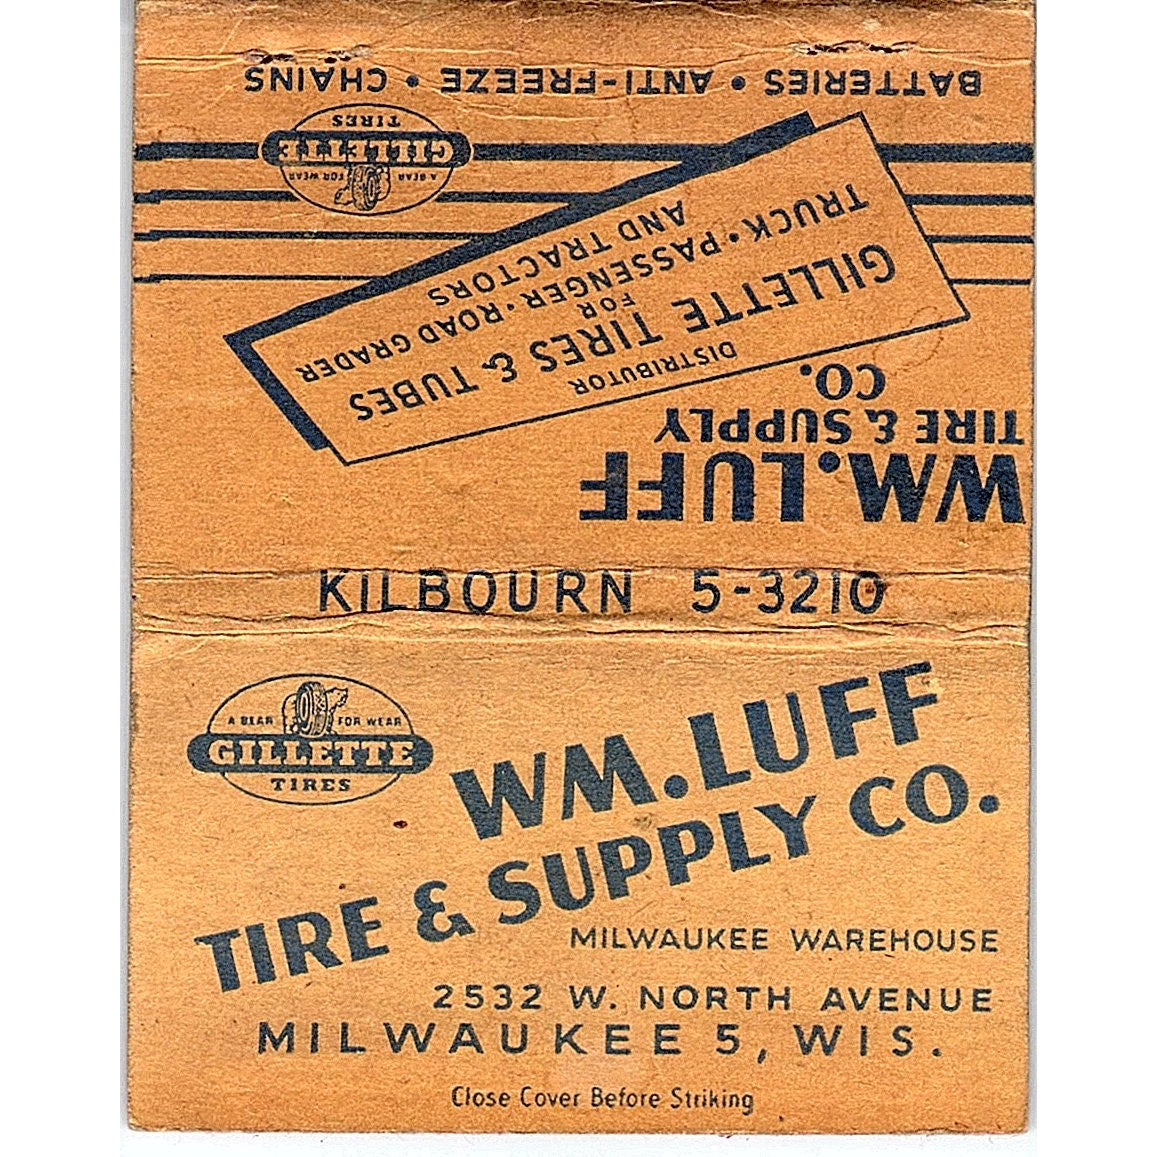 BATTERIES • ANTI-FREEZE • CHAINS
A BEAR FOR WEAR
GILLETTE
TIRES
DISTRIBUTOR
GILLETTE TIRES & TUBES
FOR
TRUCK • PASSENGER • ROAD GRADER
AND TRACTORS
WM. LUFF
TIRE & SUPPLY
CO.
KILBOURN 5-3210
A BEAR FOR WEAR
GILLETTE
TIRES
WM. LUFF
TIRE & SUPPLY CO.
MILWAUKEE WAREHOUSE
2532 W. NORTH AVENUE
MILWAUKEE 5, WIS.
Close Cover Before Striking